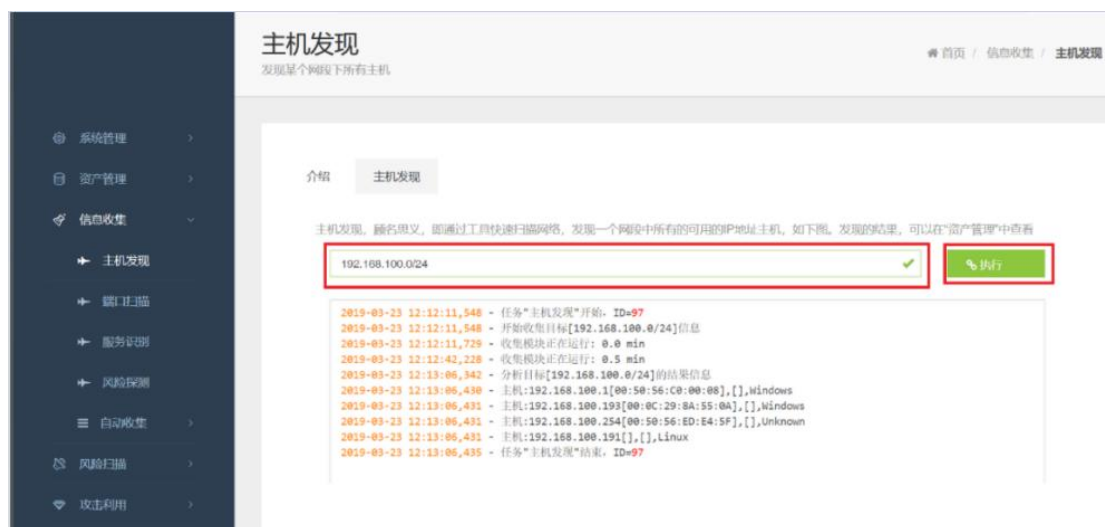 主机发现
发现某个网段下所有主机
首页 / 信息收集 / 主机发现
系统管理
资产管理
信息收集
主机发现
端口扫描
服务识别
风险探测
自动收集
风险扫描
攻击利用
介绍 主机发现
主机发现，顾名思义，即通过工具快速扫描网络，发现一个网段中所有的可用的IP地址主机，如下图。发现的结果，可以在“资产管理”中查看
192.168.100.0/24 执行
2019-03-23 12:12:11,548 - 任务"主机发现"开始，ID=97
2019-03-23 12:12:11,548 - 开始收集目标[192.168.100.0/24]信息
2019-03-23 12:12:11,729 - 收集模块正在运行: 0.0 min
2019-03-23 12:12:42,228 - 收集模块正在运行: 0.5 min
2019-03-23 12:13:06,342 - 分析目标[192.168.100.0/24]的结果信息
2019-03-23 12:13:06,430 - 主机:192.168.100.1[00:50:56:C0:00:08],[],Windows
2019-03-23 12:13:06,431 - 主机:192.168.100.193[00:0C:29:8A:55:0A],[],Windows
2019-03-23 12:13:06,431 - 主机:192.168.100.254[00:50:56:ED:E4:5F],[],Unknown
2019-03-23 12:13:06,431 - 主机:192.168.100.191[],[],Linux
2019-03-23 12:13:06,435 - 任务"主机发现"结束，ID=97